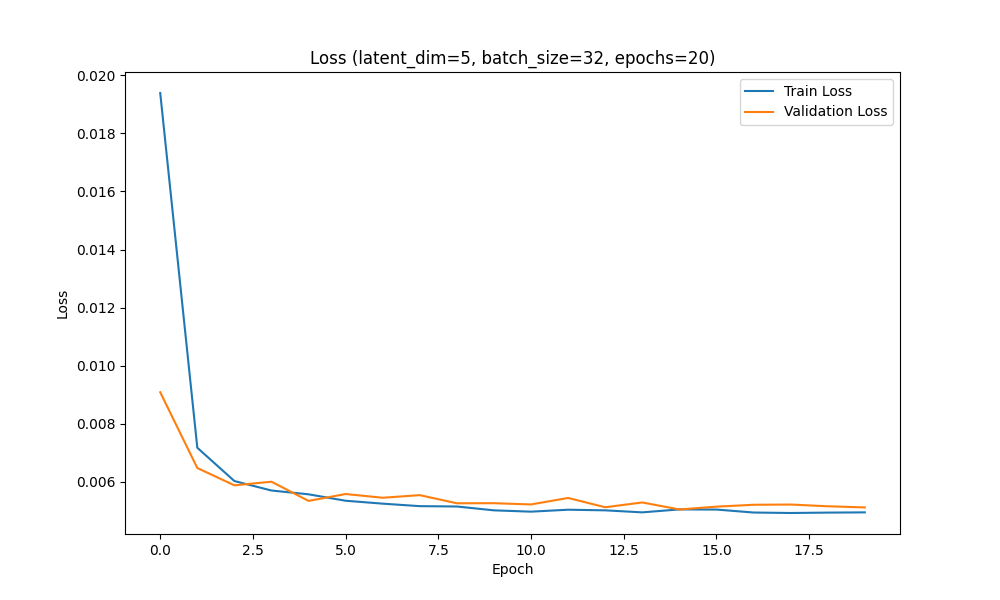 Loss (latent_dim=5, batch_size=32, epochs=20)
Train Loss
Validation Loss
Loss
0.020
0.018
0.016
0.014
0.012
0.010
0.008
0.006
0.0 2.5 5.0 7.5 10.0 12.5 15.0 17.5
Epoch